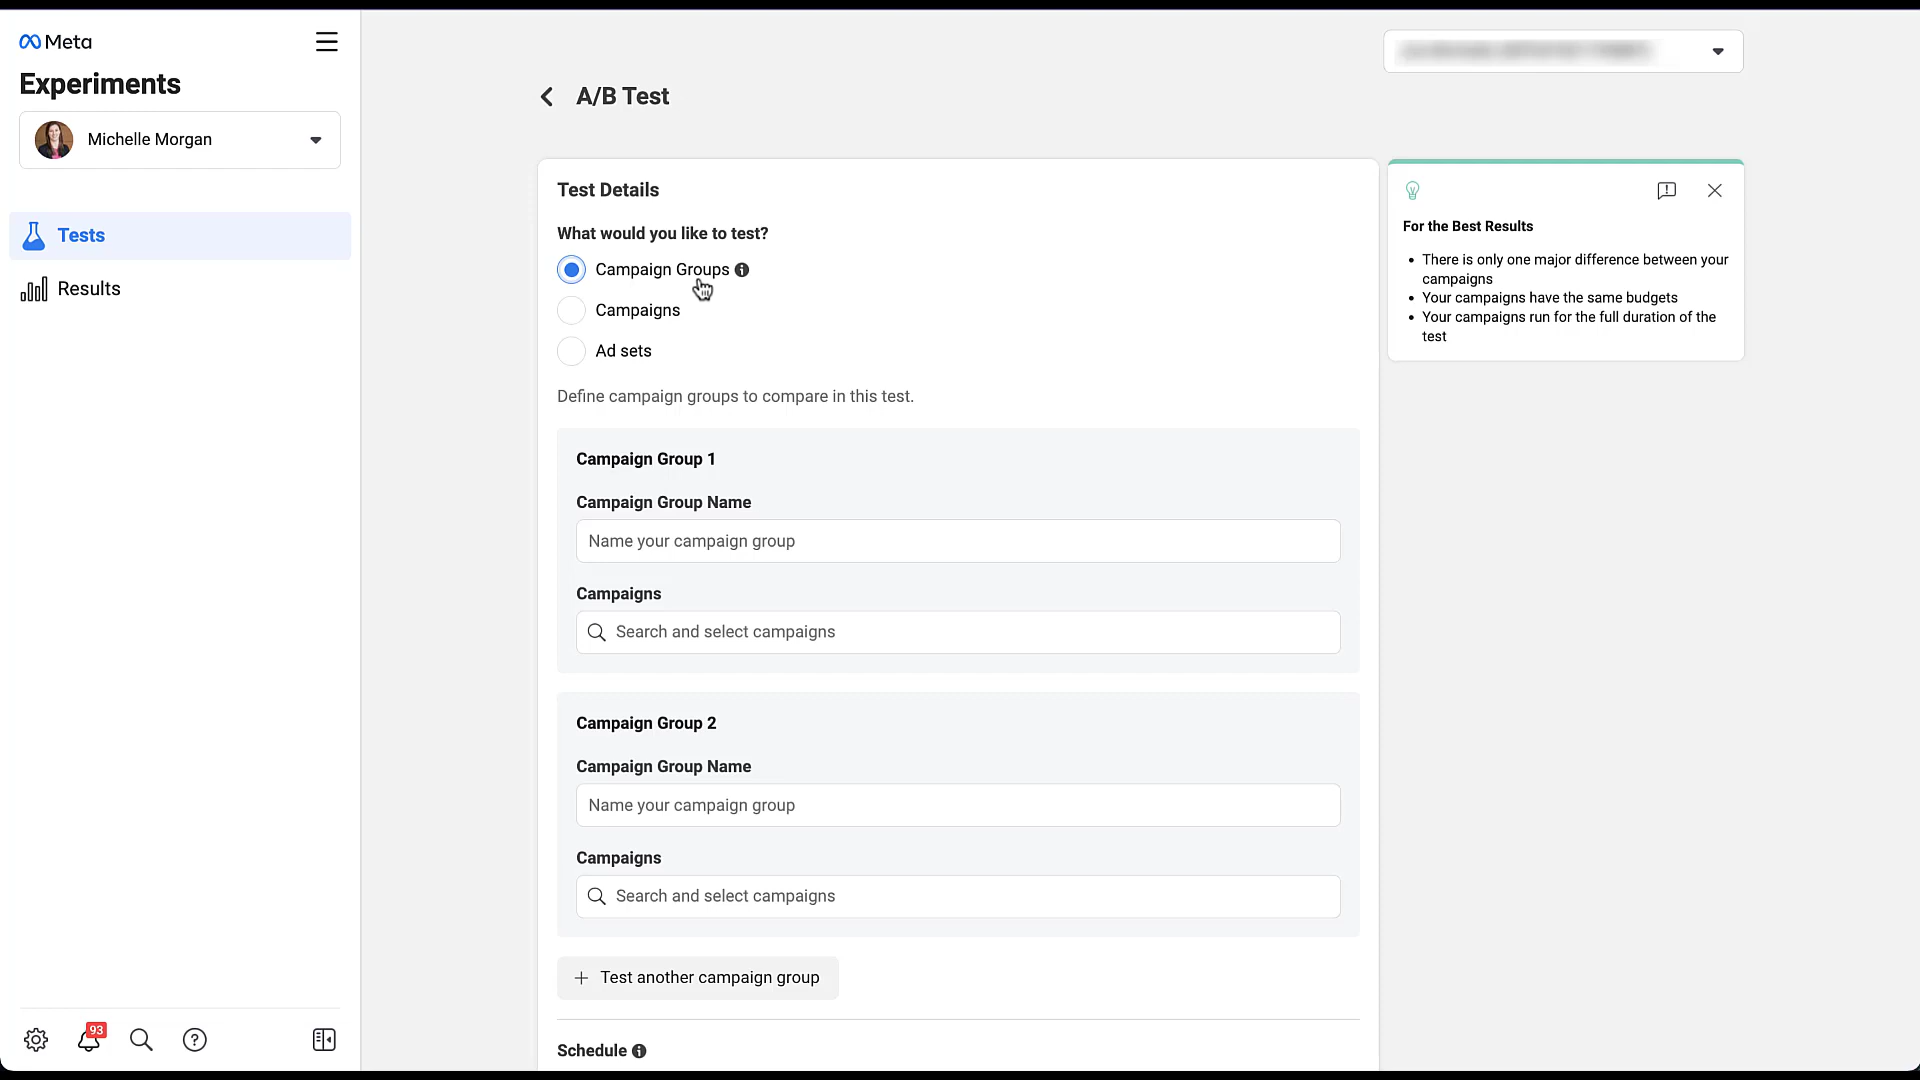 Meta
Experiments
Michelle Morgan
Tests
Results
93
A/B Test
Test Details
What would you like to test?
Campaign Groups
Campaigns
Ad sets
Define campaign groups to compare in this test.
Campaign Group 1
Campaign Group Name
Name your campaign group
Campaigns
Search and select campaigns
Campaign Group 2
Campaign Group Name
Name your campaign group
Campaigns
Search and select campaigns
+ Test another campaign group
Schedule
For the Best Results
• There is only one major difference between your
campaigns
• Your campaigns have the same budgets
• Your campaigns run for the full duration of the
test